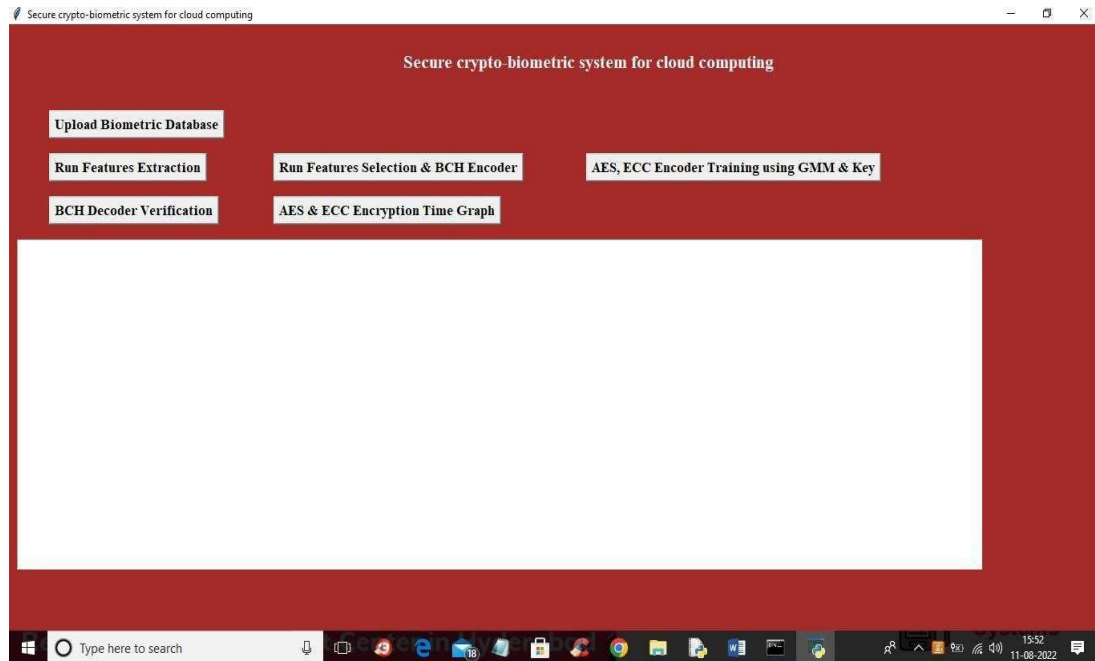 Secure crypto-biometric system for cloud computing
Secure crypto-biometric system for cloud computing
Upload Biometric Database
Run Features Extraction
Run Features Selection & BCH Encoder
AES, ECC Encoder Training using GMM & Key
BCH Decoder Verification
AES & ECC Encryption Time Graph
Type here to search
18
15:52
11-08-2022